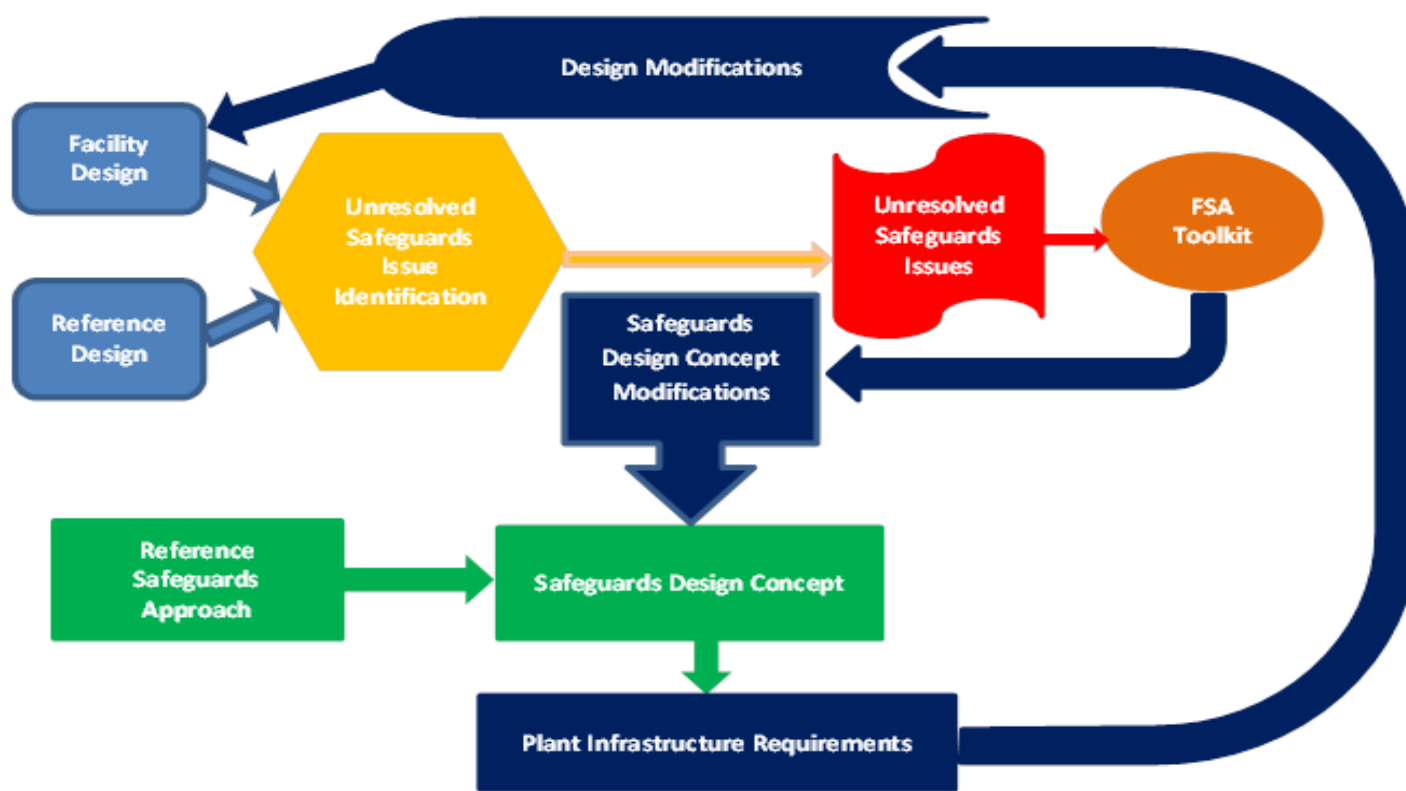 Design Modifications
Facility
Design
Unresolved
Safeguards
Issue
Identification
Unresolved
Safeguards
Issues
FSA
Toolkit
Reference
Design
Safeguards
Design Concept
Modifications
Reference
Safeguards
Approach
Safeguards Design Concept
Plant Infrastructure Requirements